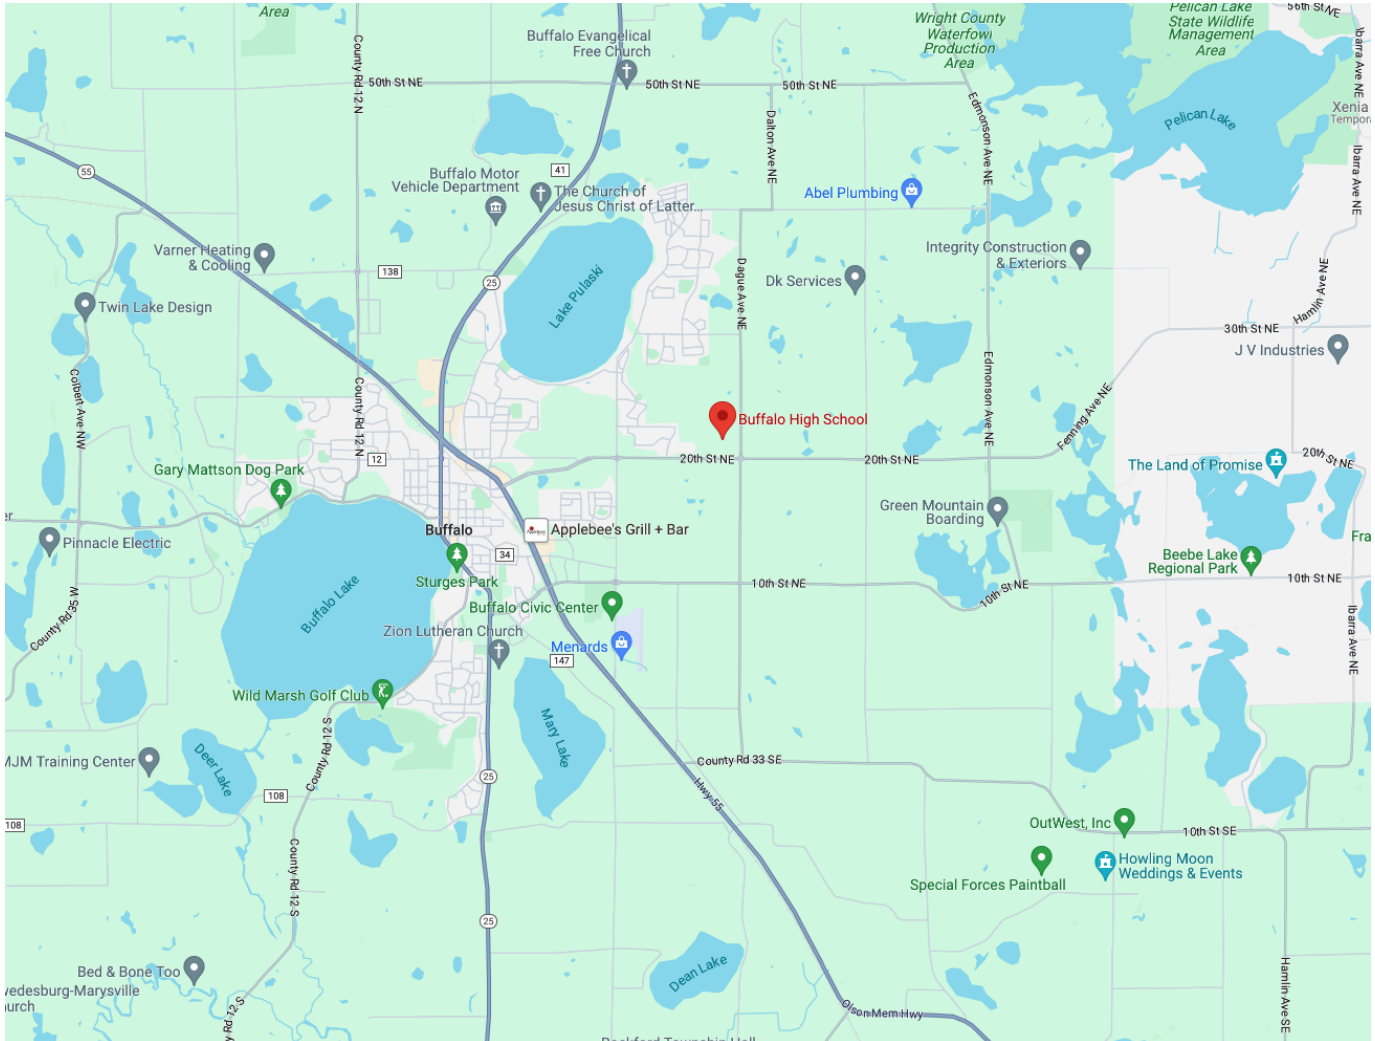 Area
Wright County
Waterfowl
Production
Area
Pelican Lake
State Wildlife
Management
Area
56th St NE
Ibarra Ave NE
Buffalo Evangelical
Free Church
County Rd 12 N
50th St NE
50th St NE
50th St NE
Xenia
Pelican Lake
Edmonson Ave NE
Dalton Ave NE
55
41
Buffalo Motor
Vehicle Department
The Church of
Jesus Christ of Latter...
Abel Plumbing
Ibarra Ave NE
Varner Heating
& Cooling
138
25
Integrity Construction
& Exteriors
Dk Services
Lake Pulaski
Dague Ave NE
Hamlin Ave NE
Twin Lake Design
30th St NE
J V Industries
Colbert Ave NW
County Rd 12 N
Edmonson Ave NE
Fenning Ave NE
Buffalo High School
12
20th St NE
20th St NE
20th St NE
Gary Mattson Dog Park
The Land of Promise
Green Mountain
Boarding
er
Buffalo
Applebee's Grill + Bar
Pinnacle Electric
34
Fra
Beebe Lake
Regional Park
Sturges Park
10th St NE
10th St NE
10th St NE
Buffalo Lake
Buffalo Civic Center
County Rd 35 W
Zion Lutheran Church
Menards
147
Ibarra Ave NE
Wild Marsh Golf Club
Mary Lake
County Rd 12 S
MJM Training Center
Deer Lake
County Rd 33 SE
25
Hwy 55
108
108
OutWest, Inc
10th St SE
Howling Moon
Weddings & Events
Special Forces Paintball
County Rd 12 S
25
Bed & Bone Too
wedesburg-Marysville
urch
Dean Lake
Hamlin Ave SE
y Rd 12 S
Olson Mem Hwy